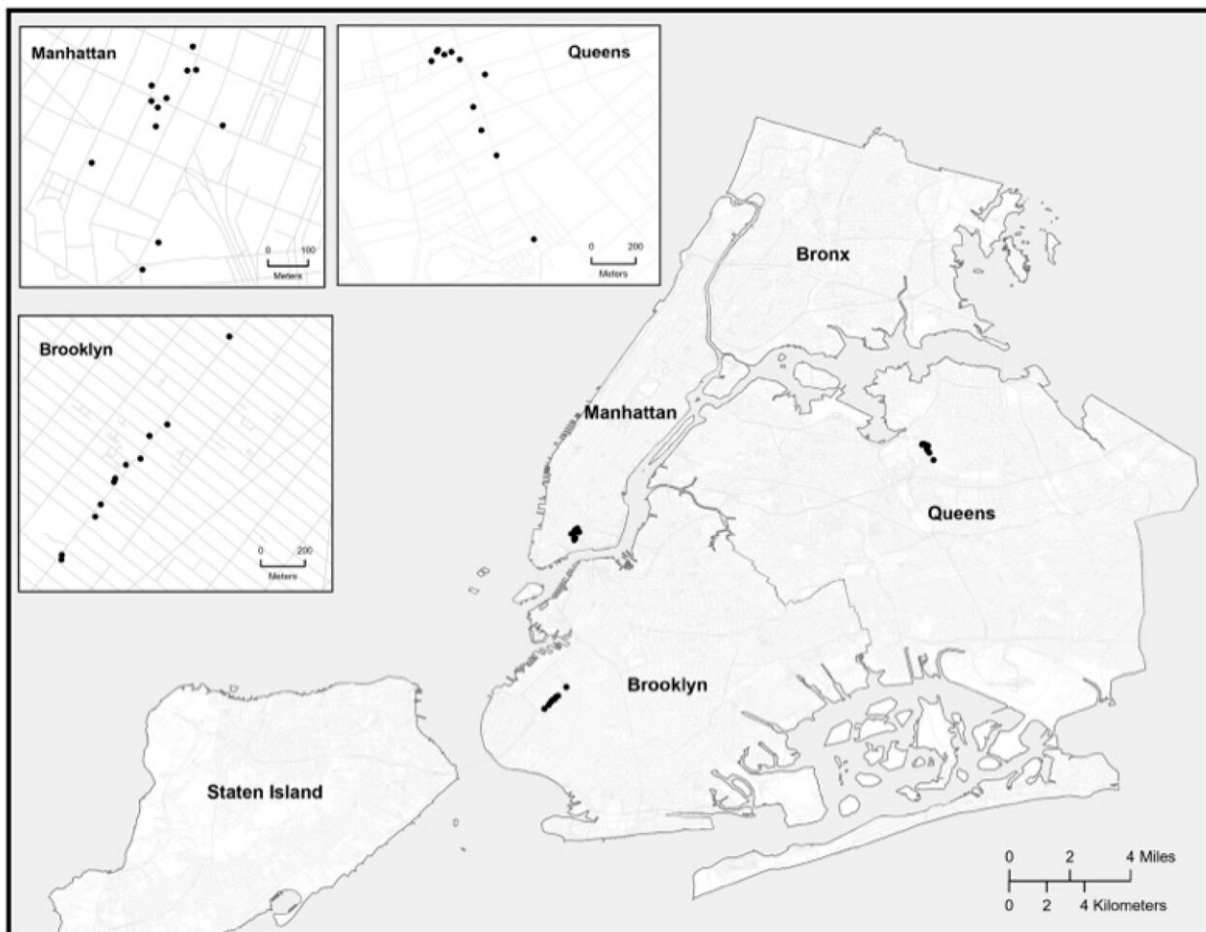 Manhattan
0 100
Meters
Queens
0 200
Meters
Brooklyn
0 200
Meters
Bronx
Manhattan
Queens
Brooklyn
Staten Island
0 2 4 Miles
0 2 4 Kilometers